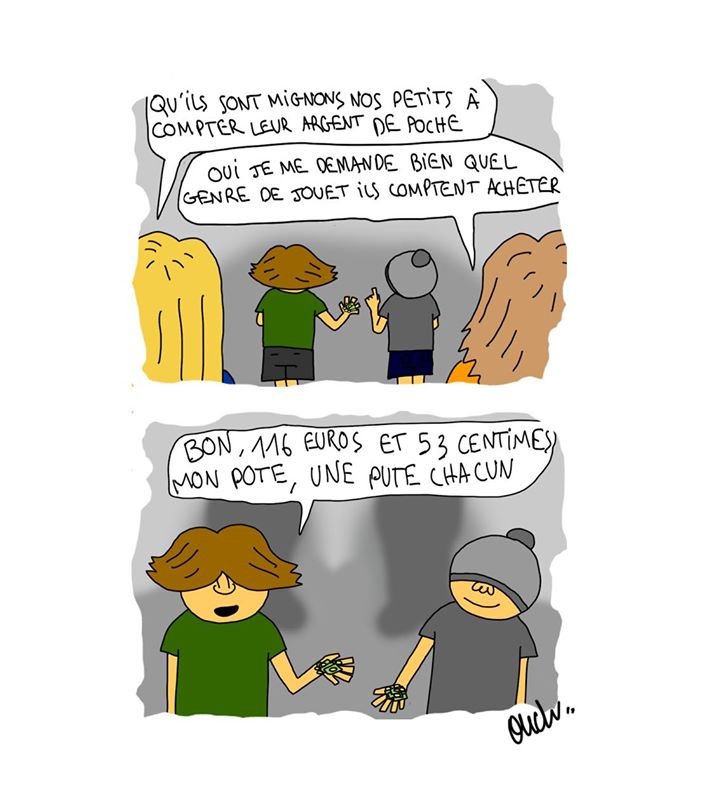 QU'ILS SONT MIGNONS NOS PETITS À
COMPTER LEUR ARGENT DE POCHE
OUI JE ME DEMANDE BIEN QUEL
GENRE DE JOUET ILS COMPTENT ACHETER
BON, 116 EUROS ET 53 CENTIMES
MON POTE, UNE PUTE CHACUN